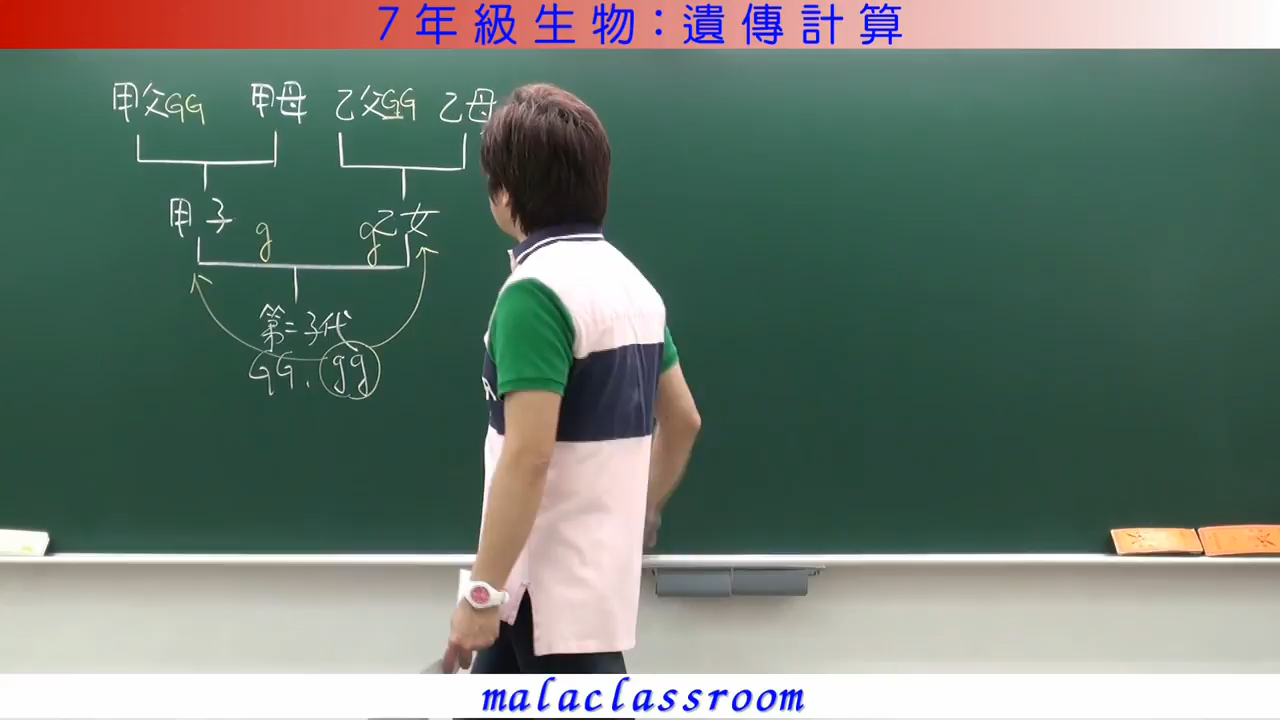 7年級生物：遺傳計算
甲父GG 甲母 乙父GG 乙母
甲子 g g乙女
第二子代
GG、gg
malaclassroom